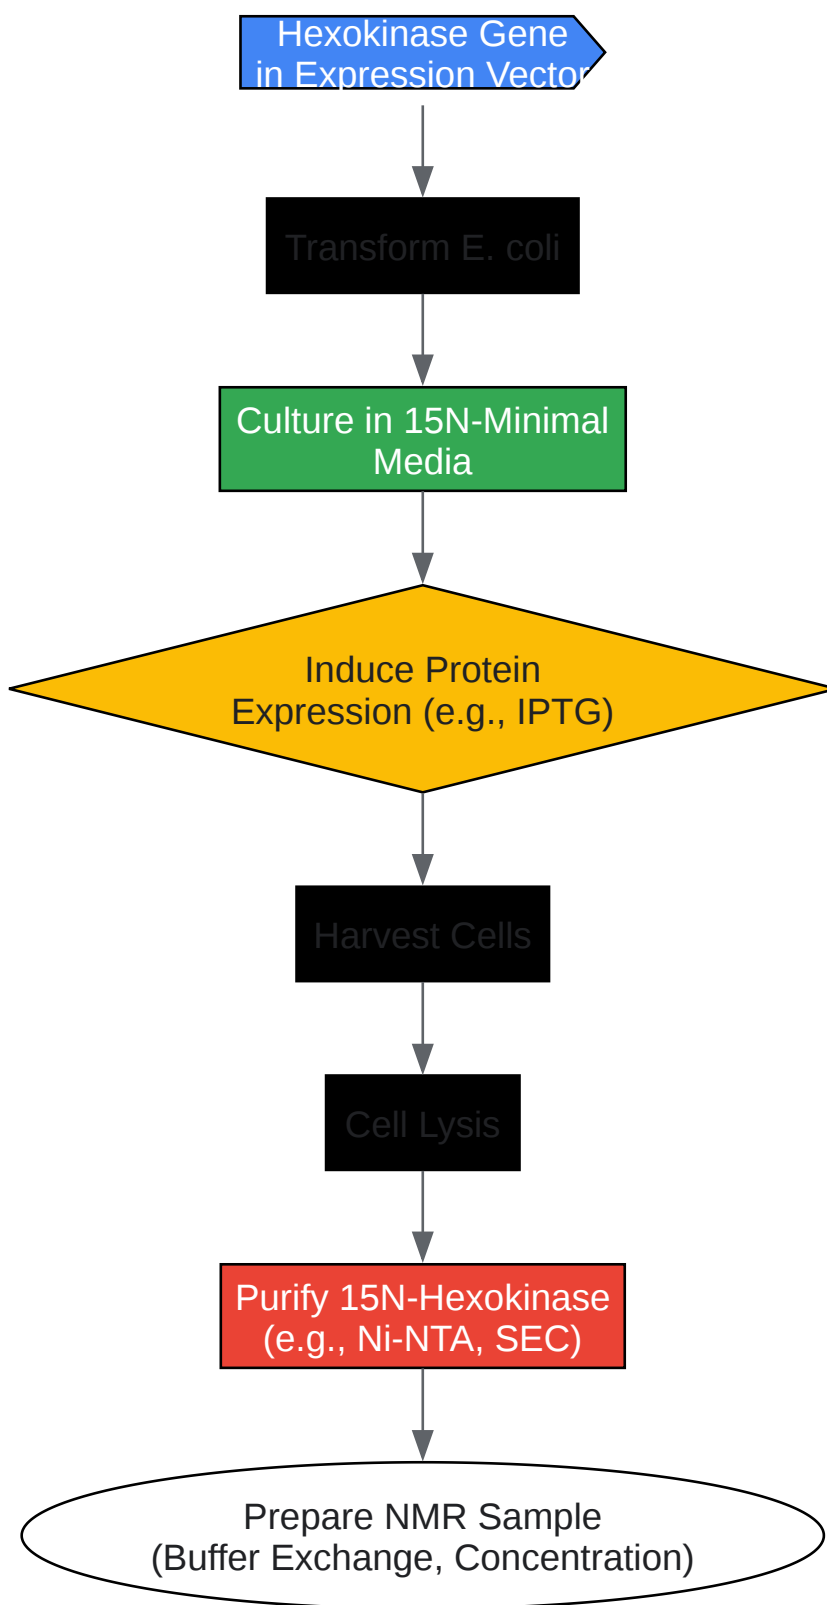 Hexokinase Gene
in Expression Vector
Transform E. coli
Culture in 15N-Minimal
Media
Induce Protein
Expression (e.g., IPTG)
Harvest Cells
Cell Lysis
Purify 15N-Hexokinase
(e.g., Ni-NTA, SEC)
Prepare NMR Sample
(Buffer Exchange, Concentration)